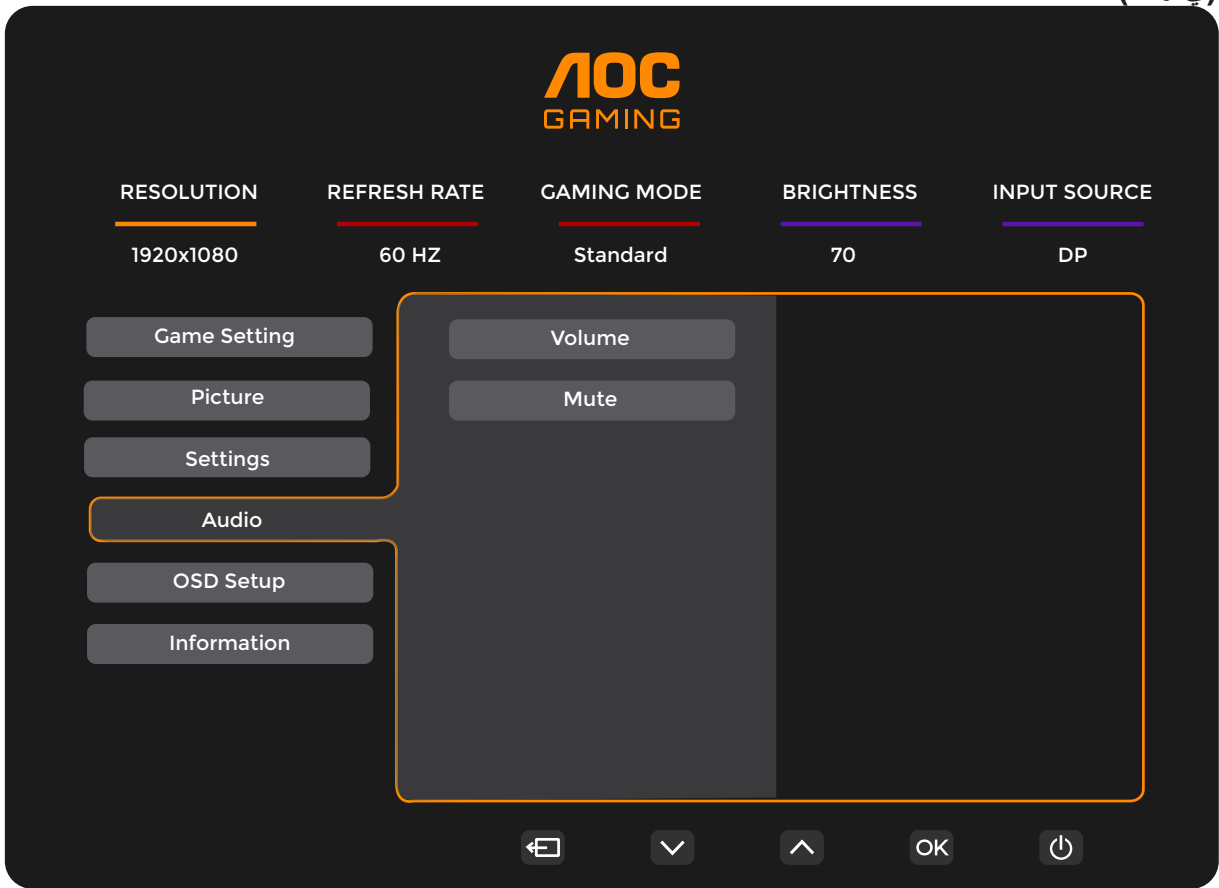 AOC
GAMING
RESOLUTION REFRESH RATE GAMING MODE BRIGHTNESS INPUT SOURCE
1920x1080 60 HZ Standard 70 DP
Game Setting Volume
Picture Mute
Settings
Audio
OSD Setup
Information
OK